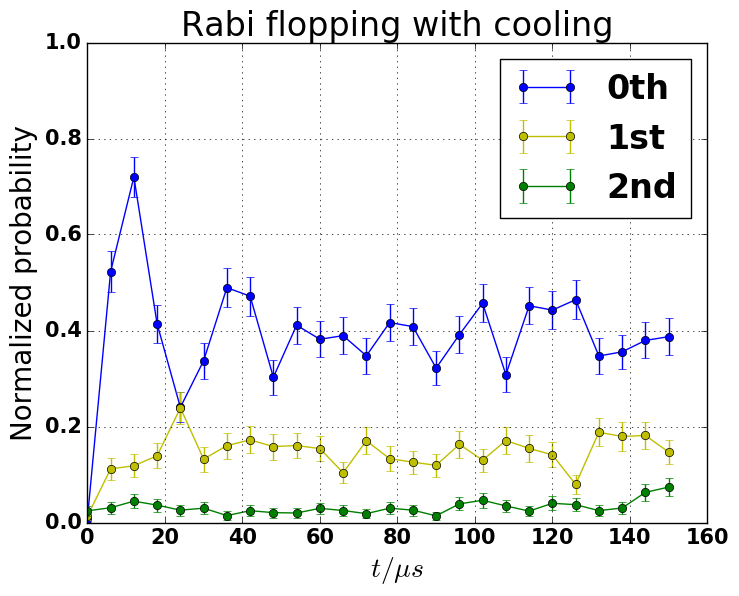 Rabi flopping with cooling
Normalized probability
1.0
0.8
0.6
0.4
0.2
0.0
0th
1st
2nd
0 20 40 60 80 100 120 140 160
t/μs